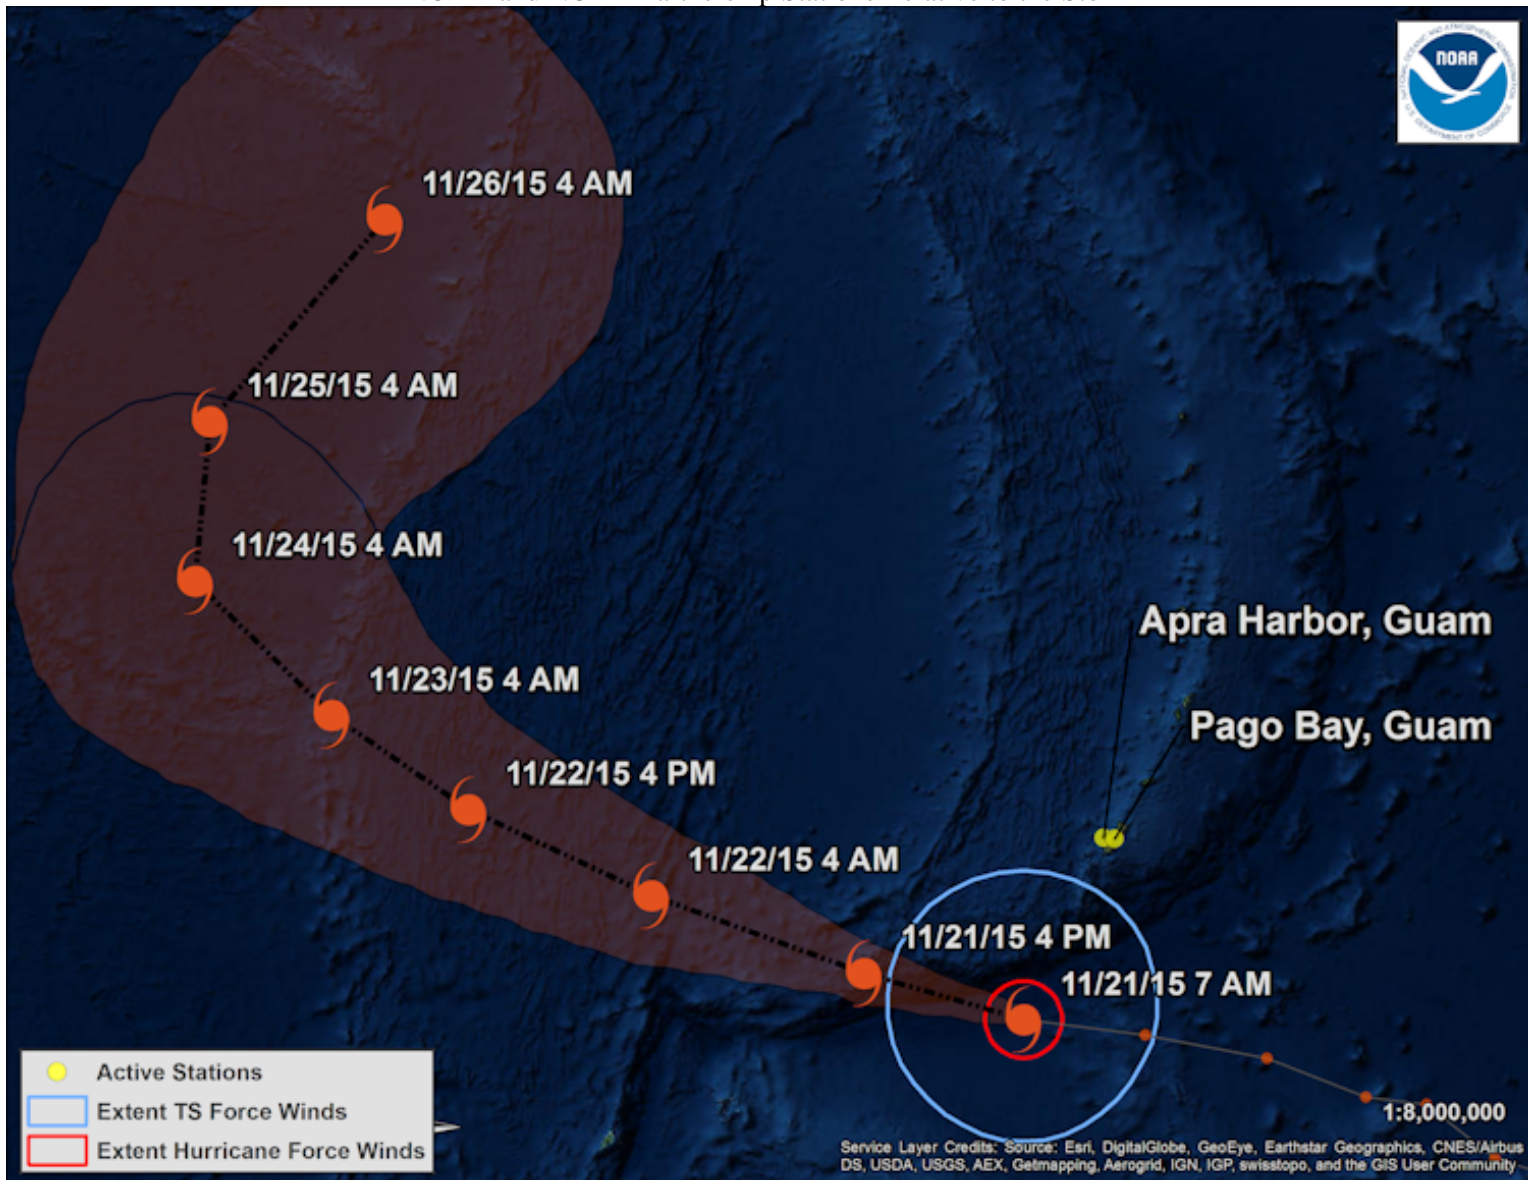 NOAA
11/26/15 4 AM
11/25/15 4 AM
11/24/15 4 AM
11/23/15 4 AM
11/22/15 4 PM
11/22/15 4 AM
11/21/15 4 PM
11/21/15 7 AM
Apra Harbor, Guam
Pago Bay, Guam
Active Stations
Extent TS Force Winds
Extent Hurricane Force Winds
1:8,000,000
Service Layer Credits: Source: Esri, DigitalGlobe, GeoEye, Earthstar Geographics, CNES/Airbus
DS, USDA, USGS, AEX, Getmapping, Aerogrid, IGN, IGP, swisstopo, and the GIS User Community